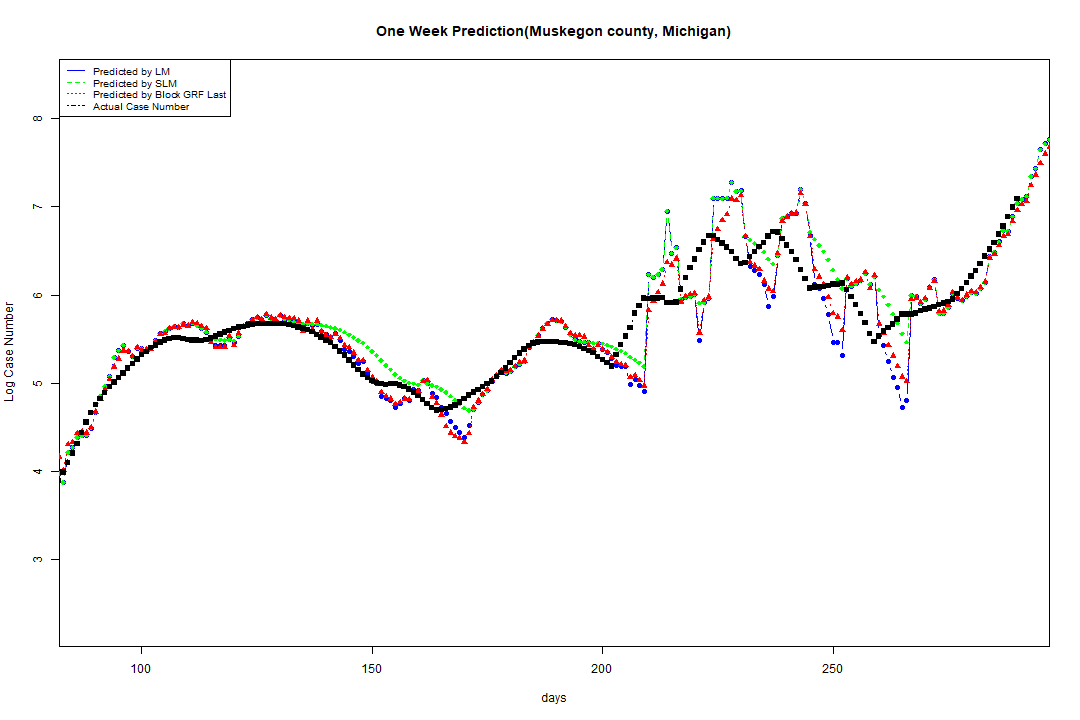 One Week Prediction(Muskegon county, Michigan)
Predicted by LM
Predicted by SLM
Predicted by Block GRF Last
Actual Case Number
8
7
6
5
4
3
Log Case Number
100 150 200 250
days